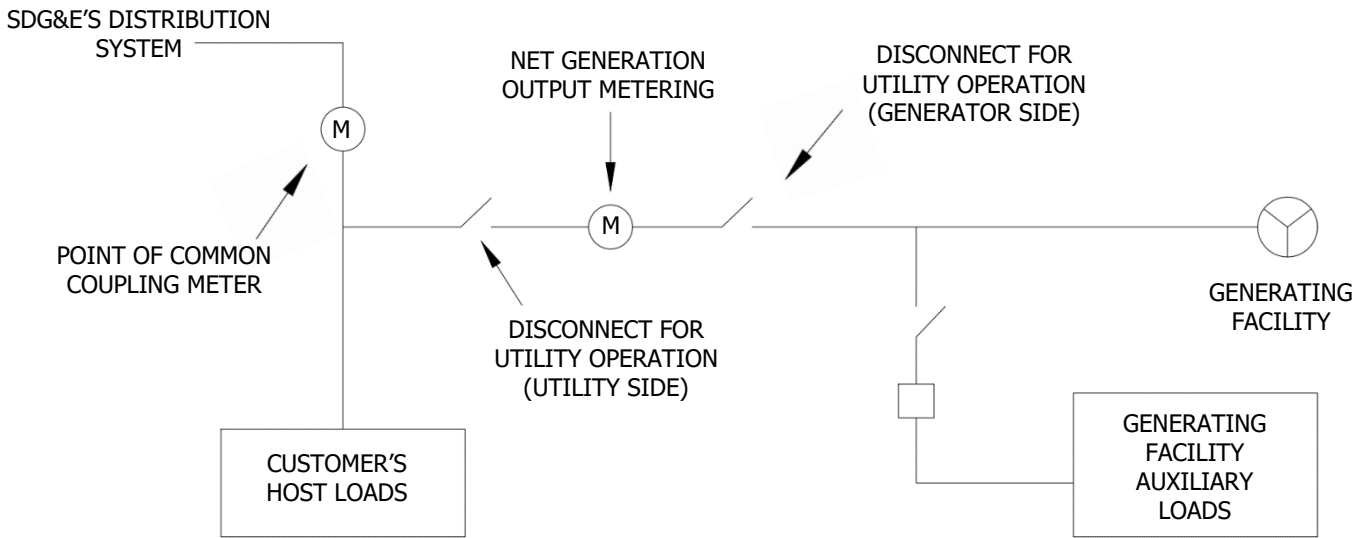 SDG&E'S DISTRIBUTION
SYSTEM
NET GENERATION
OUTPUT METERING
DISCONNECT FOR
UTILITY OPERATION
(GENERATOR SIDE)
M
M
POINT OF COMMON
COUPLING METER
DISCONNECT FOR
UTILITY OPERATION
(UTILITY SIDE)
GENERATING
FACILITY
CUSTOMER'S
HOST LOADS
GENERATING
FACILITY
AUXILIARY
LOADS